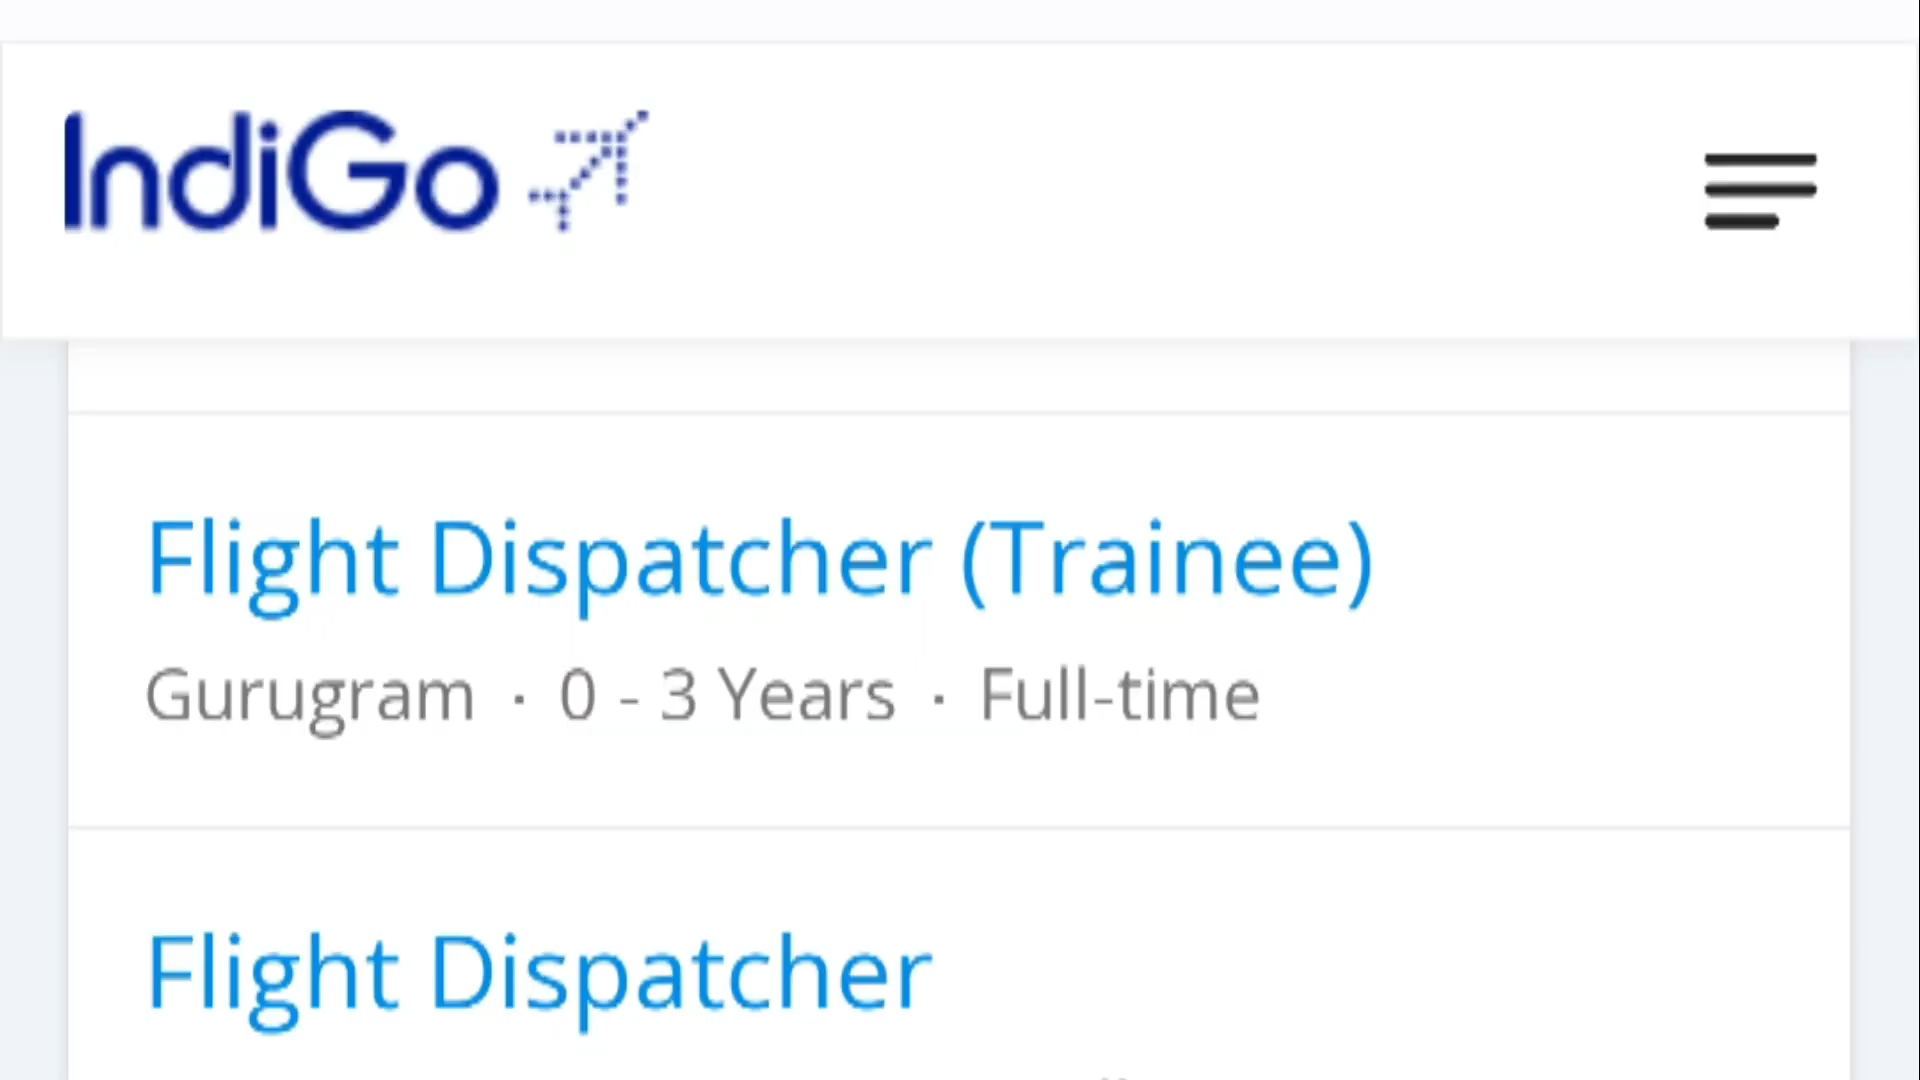 IndiGo
Flight Dispatcher (Trainee)
Gurugram · 0 - 3 Years · Full-time
Flight Dispatcher